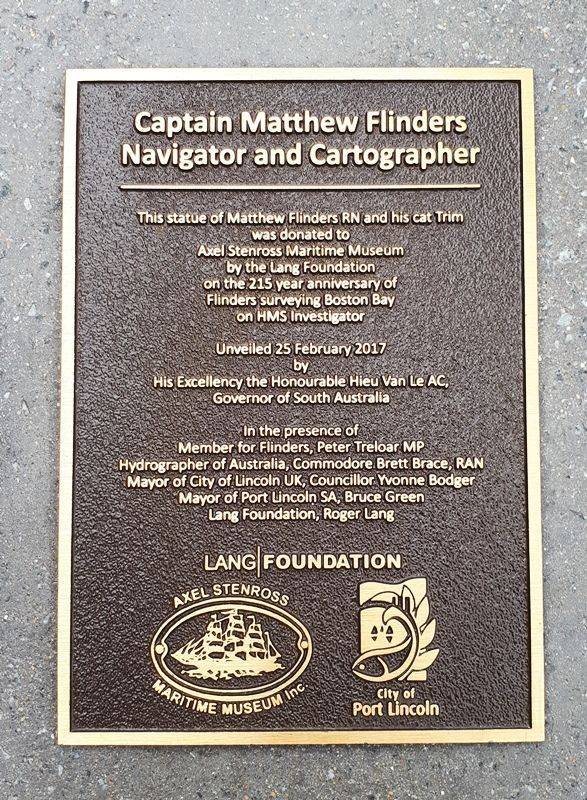 Captain Matthew Flinders
Navigator and Cartographer
This statue of Matthew Flinders RN and his cat Trim
was donated to
Axel Stenross Maritime Museum
by the Lang Foundation
on the 215 year anniversary of
Flinders surveying Boston Bay
on HMS Investigator
Unveiled 25 February 2017
by
His Excellency the Honourable Hieu Van Le AC,
Governor of South Australia
In the presence of
Member for Flinders, Peter Treloar MP
Hydrographer of Australia, Commodore Brett Brace, RAN
Mayor of City of Lincoln UK, Councillor Yvonne Bodger
Mayor of Port Lincoln SA, Bruce Green
Lang Foundation, Roger Lang
LANG|FOUNDATION
AXEL STENROSS
MARITIME MUSEUM Inc
City of
Port Lincoln